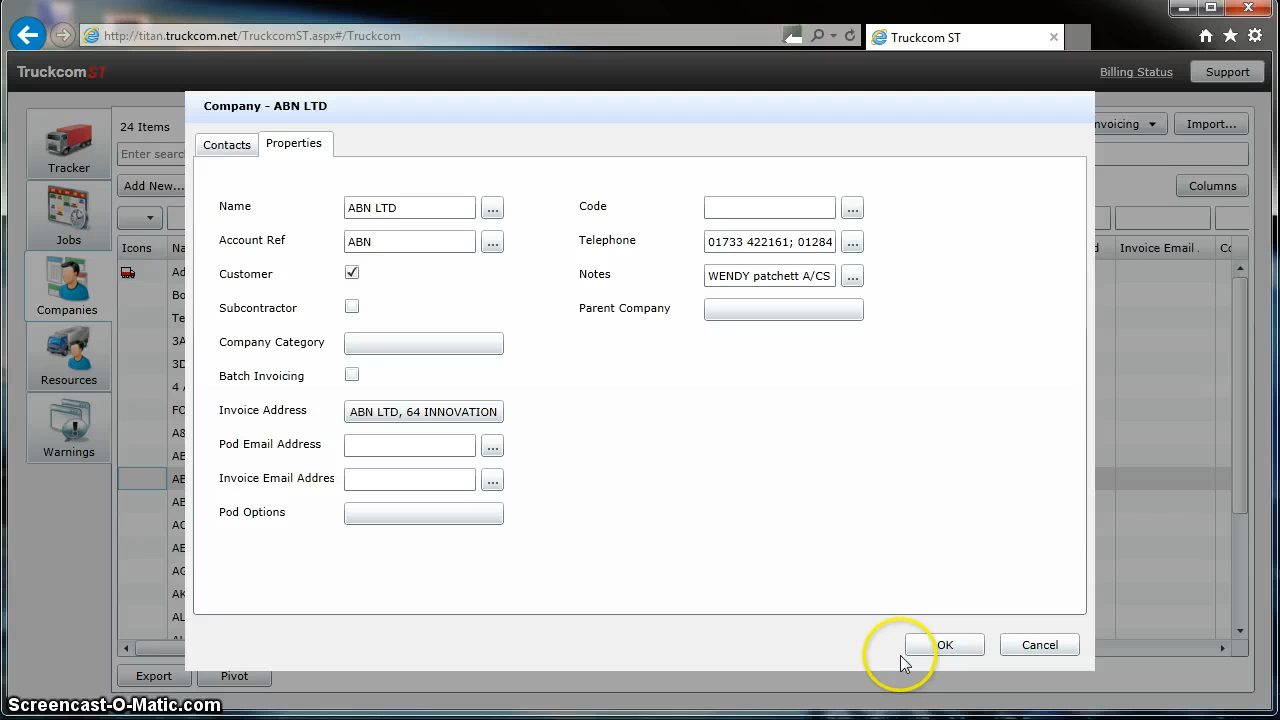 http://titan.truckcom.net/TruckcomST.aspx#/Truckcom
Truckcom ST
TruckcomST
Billing Status
Support
Company - ABN LTD
Contacts
Properties
24 Items
Import...
Add New...
Columns
Icons
Invoice Email
Tracker
Jobs
Companies
Resources
Warnings
Name
ABN LTD
...
Code
...
Account Ref
ABN
...
Telephone
01733 422161; 01284
...
Customer
Notes
WENDY patchett A/CS
...
Subcontractor
Parent Company
Company Category
Batch Invoicing
Invoice Address
ABN LTD, 64 INNOVATION
Pod Email Address
...
Invoice Email Addres
...
Pod Options
OK
Cancel
Export
Pivot
Screencast-O-Matic.com